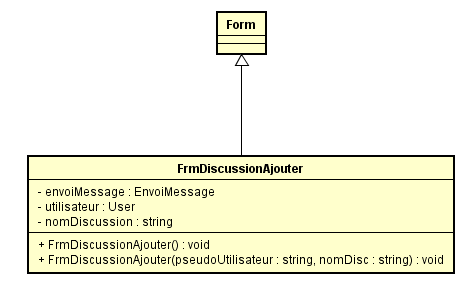 Form
FrmDiscussionAjouter
- envoiMessage : EnvoiMessage
- utilisateur : User
- nomDiscussion : string
+ FrmDiscussionAjouter() : void
+ FrmDiscussionAjouter(pseudoUtilisateur : string, nomDisc : string) : void